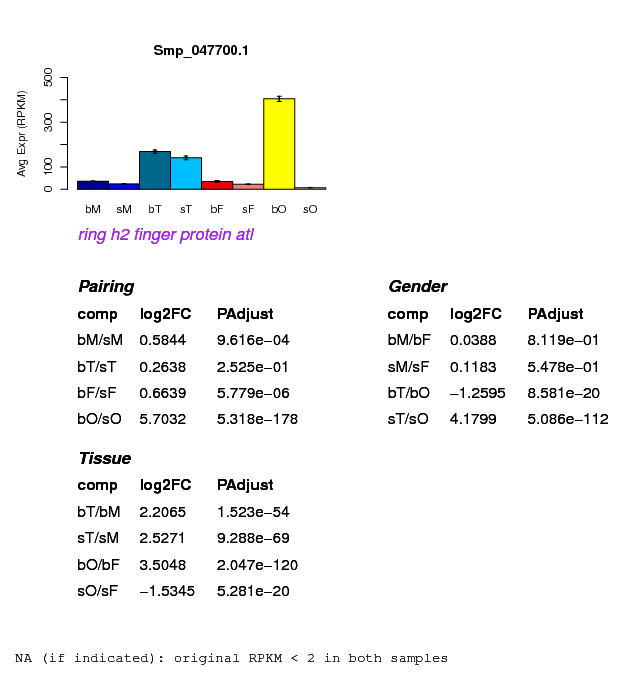 Smp_047700.1
Avg Expr (RPKM)
500
300
100
0
bM sM bT sT bF sF bO sO
ring h2 finger protein atl
Pairing
comp log2FC PAdjust
bM/sM 0.5844 9.616e−04
bT/sT 0.2638 2.525e−01
bF/sF 0.6639 5.779e−06
bO/sO 5.7032 5.318e−178
Gender
comp log2FC PAdjust
bM/bF 0.0388 8.119e−01
sM/sF 0.1183 5.478e−01
bT/bO −1.2595 8.581e−20
sT/sO 4.1799 5.086e−112
Tissue
comp log2FC PAdjust
bT/bM 2.2065 1.523e−54
sT/sM 2.5271 9.288e−69
bO/bF 3.5048 2.047e−120
sO/sF −1.5345 5.281e−20
NA (if indicated): original RPKM < 2 in both samples